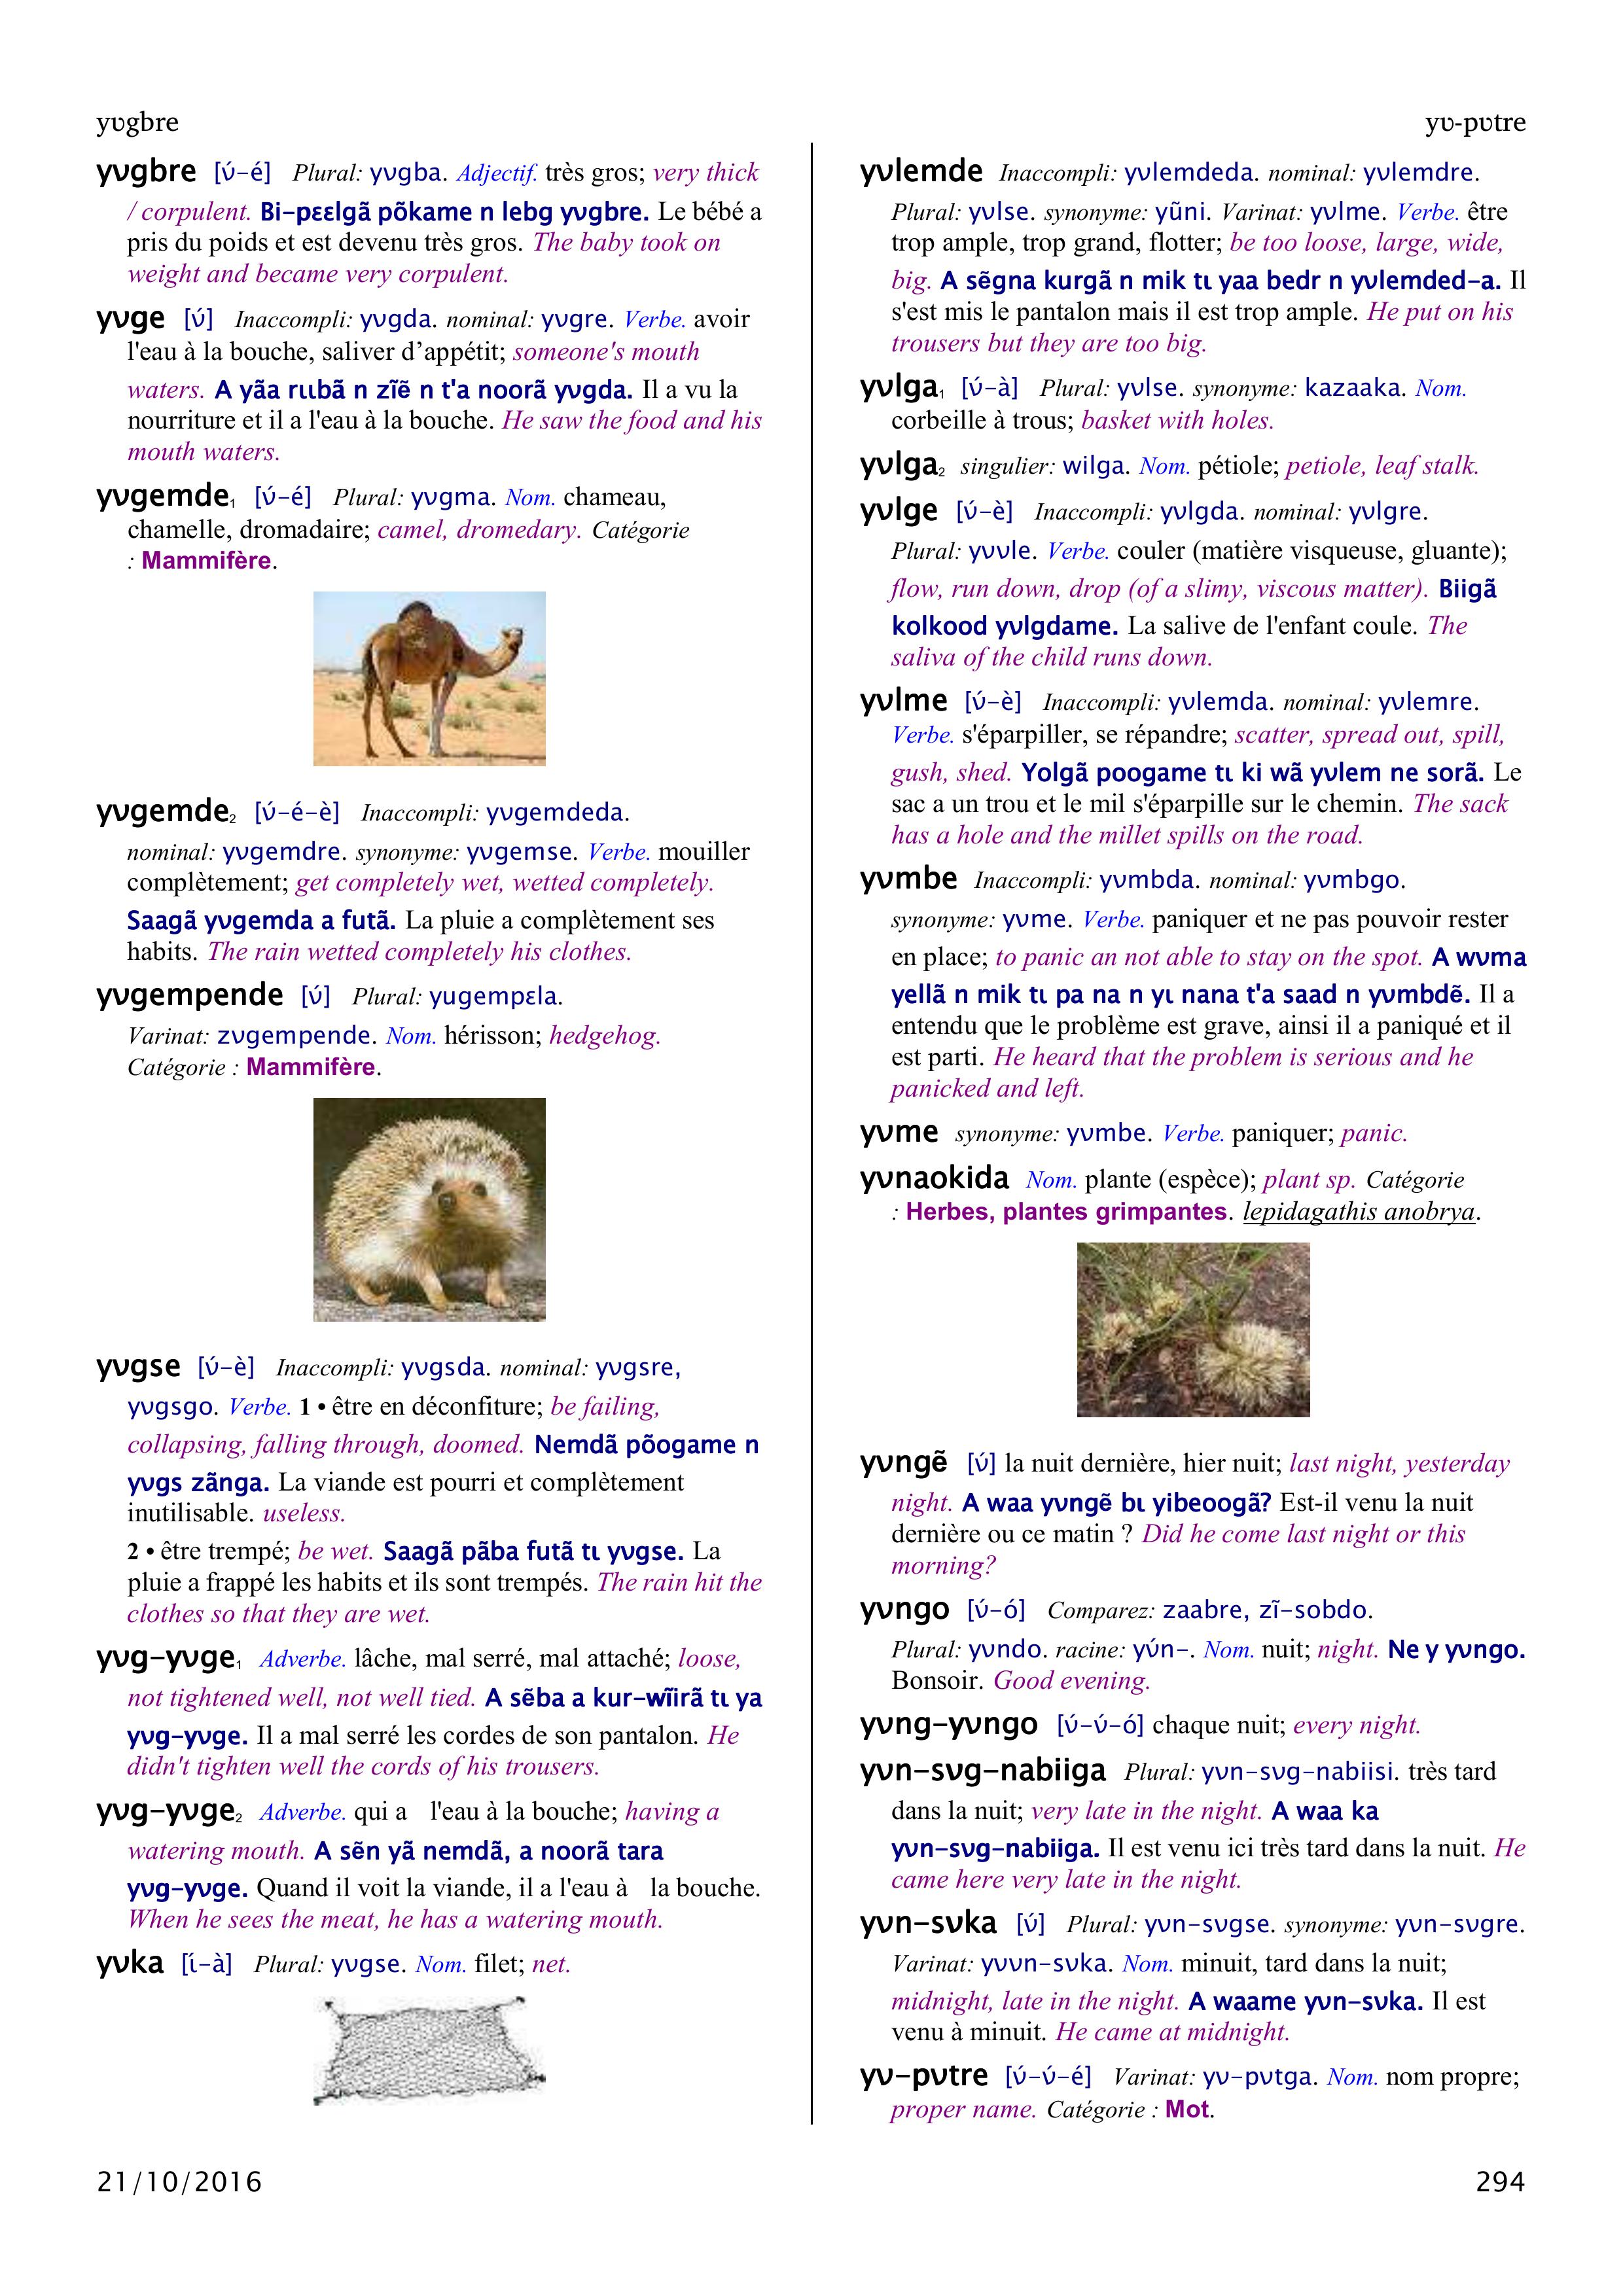 yʋgbre
yʋ-pʋtre
yʋgbre [ʋ́-é] Plural: yʋgba. Adjectif. très gros; very thick
/ corpulent. Bi-pɛɛlgã põkame n lebg yʋgbre. Le bébé a
pris du poids et est devenu très gros. The baby took on
weight and became very corpulent.
yʋge [ʋ́] Inaccompli: yʋgda. nominal: yʋgre. Verbe. avoir
l'eau à la bouche, saliver d’appétit; someone's mouth
waters. A yãa rɩɩbã n zĩẽ n t'a noorã yʋgda. Il a vu la
nourriture et il a l'eau à la bouche. He saw the food and his
mouth waters.
yʋgemde₁ [ʋ́-é] Plural: yʋgma. Nom. chameau,
chamelle, dromadaire; camel, dromedary. Catégorie
: Mammifère.
yʋgemde₂ [ʋ́-é-è] Inaccompli: yʋgemdeda.
nominal: yʋgemdre. synonyme: yʋgemse. Verbe. mouiller
complètement; get completely wet, wetted completely.
Saagã yʋgemda a futã. La pluie a complètement ses
habits. The rain wetted completely his clothes.
yʋgempende [ʋ́] Plural: yugempɛla.
Varinat: zʋgempende. Nom. hérisson; hedgehog.
Catégorie : Mammifère.
yʋgse [ʋ́-è] Inaccompli: yʋgsda. nominal: yʋgsre,
yʋgsgo. Verbe. 1 • être en déconfiture; be failing,
collapsing, falling through, doomed. Nemdã põogame n
yʋgs zãnga. La viande est pourri et complètement
inutilisable. useless.
2 • être trempé; be wet. Saagã pãba futã tɩ yʋgse. La
pluie a frappé les habits et ils sont trempés. The rain hit the
clothes so that they are wet.
yʋg-yʋge₁ Adverbe. lâche, mal serré, mal attaché; loose,
not tightened well, not well tied. A sẽba a kur-wĩirã tɩ ya
yʋg-yʋge. Il a mal serré les cordes de son pantalon. He
didn't tighten well the cords of his trousers.
yʋg-yʋge₂ Adverbe. qui a l'eau à la bouche; having a
watering mouth. A sẽn yã nemdã, a noorã tara
yʋg-yʋge. Quand il voit la viande, il a l'eau à la bouche.
When he sees the meat, he has a watering mouth.
yʋka [ɩ́-à] Plural: yʋgse. Nom. filet; net.
yʋlemde Inaccompli: yʋlemdeda. nominal: yʋlemdre.
Plural: yʋlse. synonyme: yũni. Varinat: yʋlme. Verbe. être
trop ample, trop grand, flotter; be too loose, large, wide,
big. A sẽgna kurgã n mik tɩ yaa bedr n yʋlemded-a. Il
s'est mis le pantalon mais il est trop ample. He put on his
trousers but they are too big.
yʋlga₁ [ʋ́-à] Plural: yʋlse. synonyme: kazaaka. Nom.
corbeille à trous; basket with holes.
yʋlga₂ singulier: wilga. Nom. pétiole; petiole, leaf stalk.
yʋlge [ʋ́-è] Inaccompli: yʋlgda. nominal: yʋlgre.
Plural: yʋʋle. Verbe. couler (matière visqueuse, gluante);
flow, run down, drop (of a slimy, viscous matter). Biigã
kolkood yʋlgdame. La salive de l'enfant coule. The
saliva of the child runs down.
yʋlme [ʋ́-è] Inaccompli: yʋlemda. nominal: yʋlemre.
Verbe. s'éparpiller, se répandre; scatter, spread out, spill,
gush, shed. Yolgã poogame tɩ ki wã yʋlem ne sorã. Le
sac a un trou et le mil s'éparpille sur le chemin. The sack
has a hole and the millet spills on the road.
yʋmbe Inaccompli: yʋmbda. nominal: yʋmbgo.
synonyme: yʋme. Verbe. paniquer et ne pas pouvoir rester
en place; to panic an not able to stay on the spot. A wʋma
yellã n mik tɩ pa na n yɩ nana t'a saad n yʋmbdẽ. Il a
entendu que le problème est grave, ainsi il a paniqué et il
est parti. He heard that the problem is serious and he
panicked and left.
yʋme synonyme: yʋmbe. Verbe. paniquer; panic.
yʋnaokida Nom. plante (espèce); plant sp. Catégorie
: Herbes, plantes grimpantes. lepidagathis anobrya.
yʋngẽ [ʋ́] la nuit dernière, hier nuit; last night, yesterday
night. A waa yʋngẽ bɩ yibeoogã? Est-il venu la nuit
dernière ou ce matin ? Did he come last night or this
morning?
yʋngo [ʋ́-ó] Comparez: zaabre, zĩ-sobdo.
Plural: yʋndo. racine: yʋ́n-. Nom. nuit; night. Ne y yʋngo.
Bonsoir. Good evening.
yʋng-yʋngo [ʋ́-ʋ́-ó] chaque nuit; every night.
yʋn-sʋg-nabiiga Plural: yʋn-sʋg-nabiisi. très tard
dans la nuit; very late in the night. A waa ka
yʋn-sʋg-nabiiga. Il est venu ici très tard dans la nuit. He
came here very late in the night.
yʋn-sʋka [ʋ́] Plural: yʋn-sʋgse. synonyme: yʋn-sʋgre.
Varinat: yʋʋn-sʋka. Nom. minuit, tard dans la nuit;
midnight, late in the night. A waame yʋn-sʋka. Il est
venu à minuit. He came at midnight.
yʋ-pʋtre [ʋ́-ʋ́-é] Varinat: yʋ-pʋtga. Nom. nom propre;
proper name. Catégorie : Mot.
21/10/2016
294